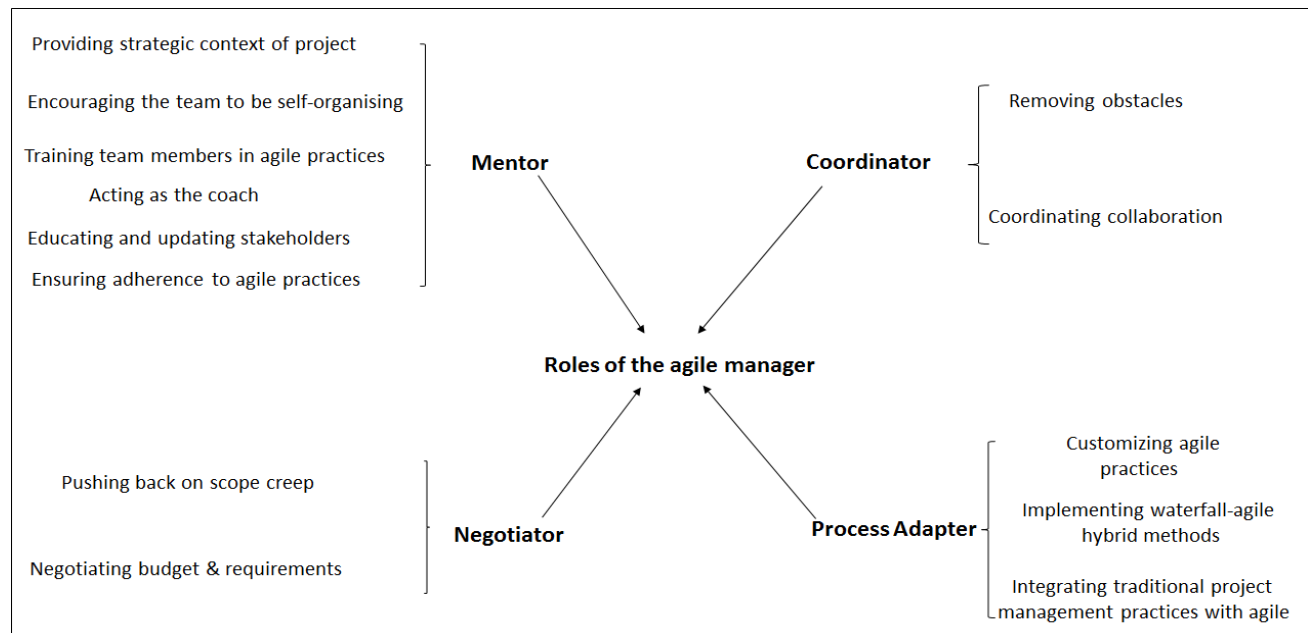 Providing strategic context of project
Encouraging the team to be self-organising
Training team members in agile practices
Acting as the coach
Educating and updating stakeholders
Ensuring adherence to agile practices
Mentor
Coordinator
Removing obstacles
Coordinating collaboration
Roles of the agile manager
Pushing back on scope creep
Negotiating budget & requirements
Negotiator
Process Adapter
Customizing agile
practices
Implementing waterfall-agile
hybrid methods
Integrating traditional project
management practices with agile